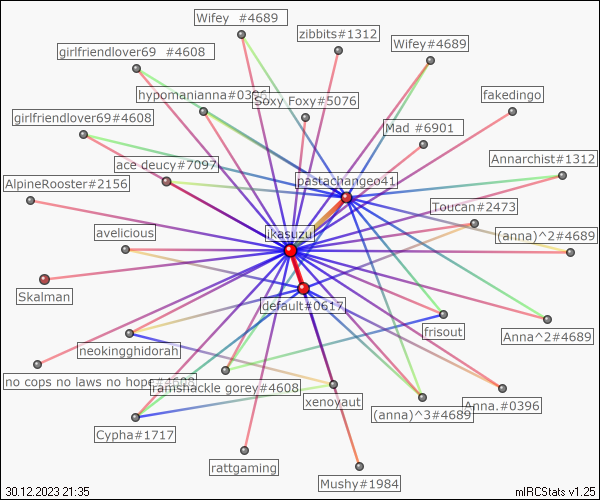 Wifey #4689
zibbits#1312
girlfriendlover69 #4608
Wifey#4689
hypomanianna#0396
Soxy Foxy#5076
fakedingo
girlfriendlover69#4608
Mad #6901
ace deucy#7097
Annarchist#1312
AlpineRooster#2156
pastachangeo41
Toucan#2473
avelicious
ikasuzu
(anna)^2#4689
Skalman
default#0617
frisout
Anna^2#4689
neokingghidorah
no cops no laws no hope#4608
ramshackle gorey#4608
xenoyaut
(anna)^3#4689
Anna.#0396
Cypha#1717
rattgaming
Mushy#1984
30.12.2023 21:35
mIRCStats v1.25